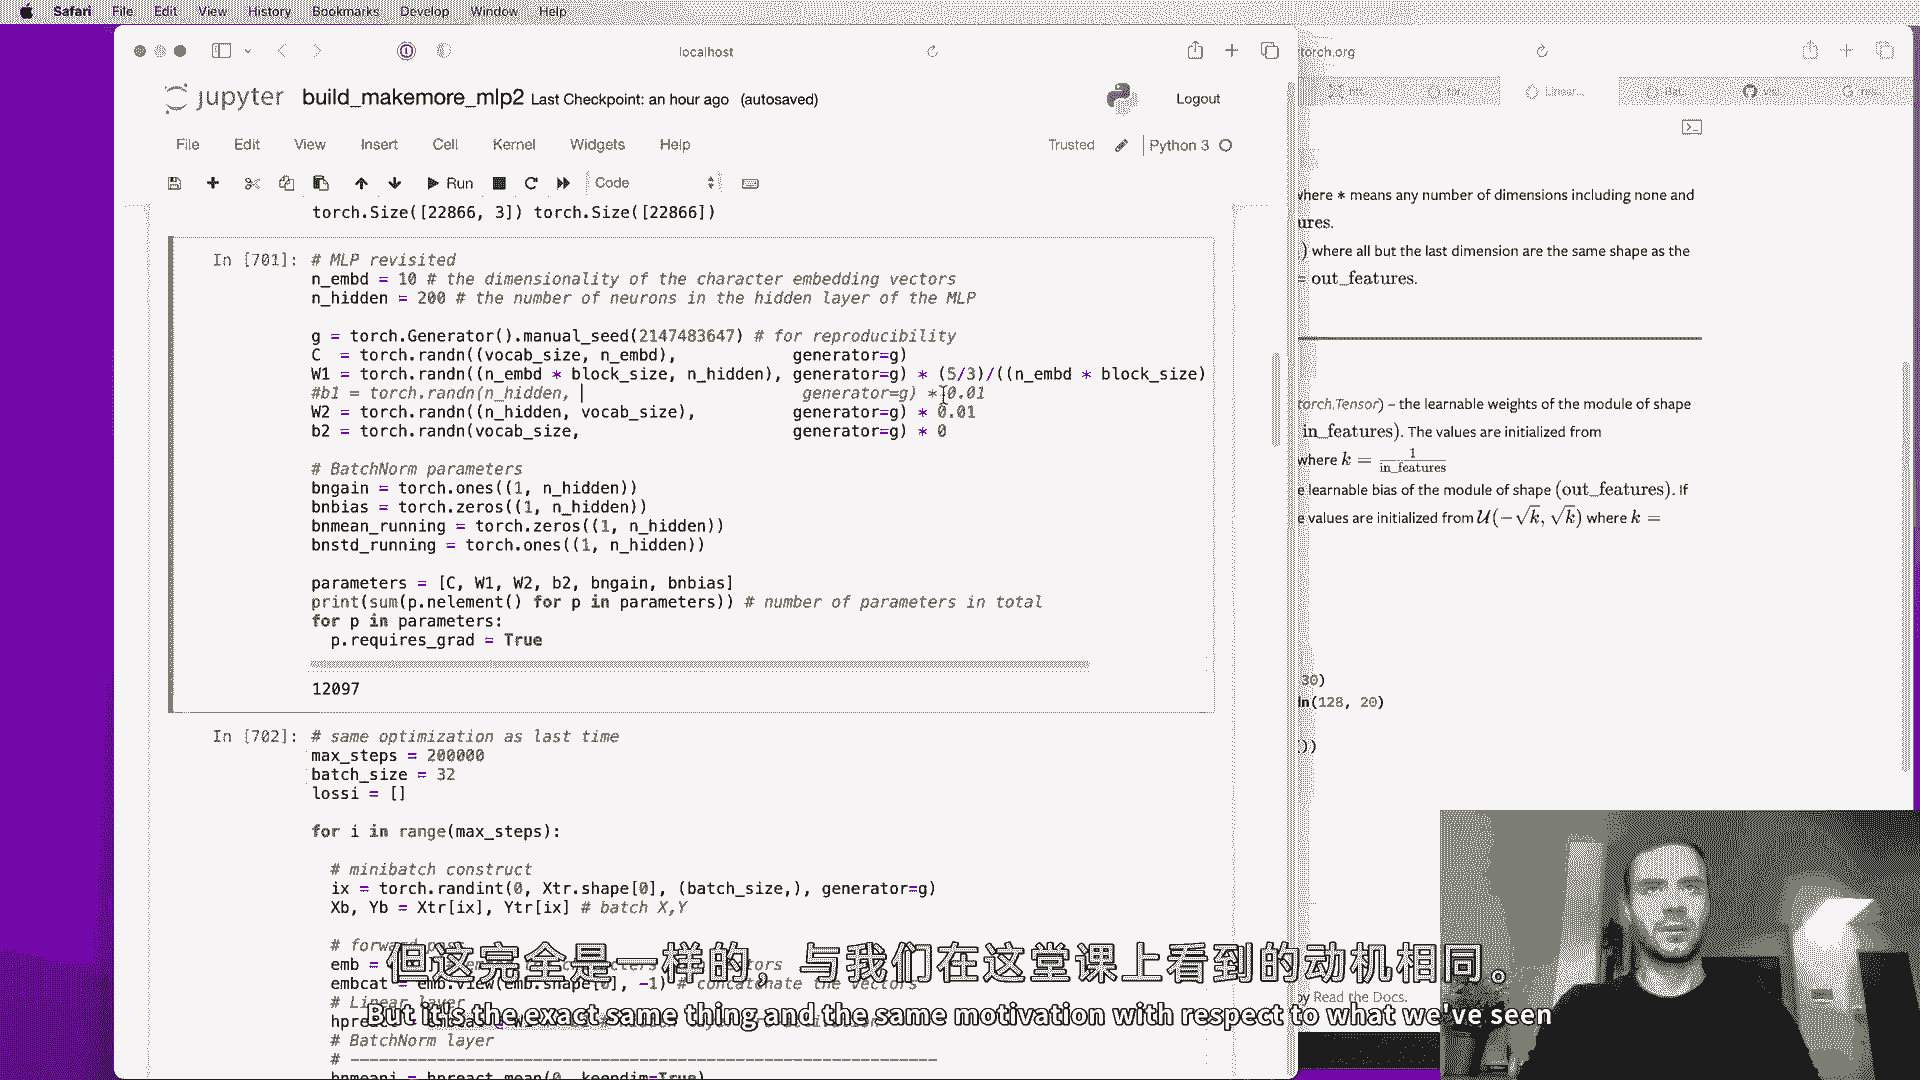 Safari File Edit View History Bookmarks Develop Window Help
localhost
torch.org
jupyter build_makemore_mlp2 Last Checkpoint: an hour ago (autosaved)
Logout
File Edit View Insert Cell Kernel Widgets Help
Trusted Python 3
Run Code
torch.Size([22866, 3]) torch.Size([22866])
In [701]: # MLP revisited
n_embd = 10 # the dimensionality of the character embedding vectors
n_hidden = 200 # the number of neurons in the hidden layer of the MLP
g = torch.Generator().manual_seed(2147483647) # for reproducibility
C = torch.randn((vocab_size, n_embd), generator=g)
W1 = torch.randn((n_embd * block_size, n_hidden), generator=g) * (5/3)/((n_embd * block_size)
#b1 = torch.randn(n_hidden, generator=g) * 0.01
W2 = torch.randn((n_hidden, vocab_size), generator=g) * 0.01
b2 = torch.randn(vocab_size, generator=g) * 0
# BatchNorm parameters
bngain = torch.ones((1, n_hidden))
bnbias = torch.zeros((1, n_hidden))
bnmean_running = torch.zeros((1, n_hidden))
bnstd_running = torch.ones((1, n_hidden))
parameters = [C, W1, W2, b2, bngain, bnbias]
print(sum(p.nelement() for p in parameters)) # number of parameters in total
for p in parameters:
p.requires_grad = True
12097
In [702]: # same optimization as last time
max_steps = 200000
batch_size = 32
lossi = []
for i in range(max_steps):
# minibatch construct
ix = torch.randint(0, Xtr.shape[0], (batch_size,), generator=g)
Xb, Yb = Xtr[ix], Ytr[ix] # batch X,Y
# forward
emb =
embcat = emb.view(emb.shape[0], -1) # concatenate the vectors
# Linear layer
# BatchNorm layer
# -------------------------------------------------------------
bnmeani = hpreact.mean(0, keepdim=True)
where * means any number of dimensions including none and
ures.
) where all but the last dimension are the same shape as the
= out_features.
torch.Tensor) – the learnable weights of the module of shape
in_features). The values are initialized from
where k = 1/in_features
e learnable bias of the module of shape (out_features). If
e values are initialized from U(−√k, √k) where k =
30)
ln(128, 20)
))
by Read the Docs.
但这完全是一样的，与我们在这堂课上看到的动机相同。
But it's the exact same thing and the same motivation with respect to what we've seen